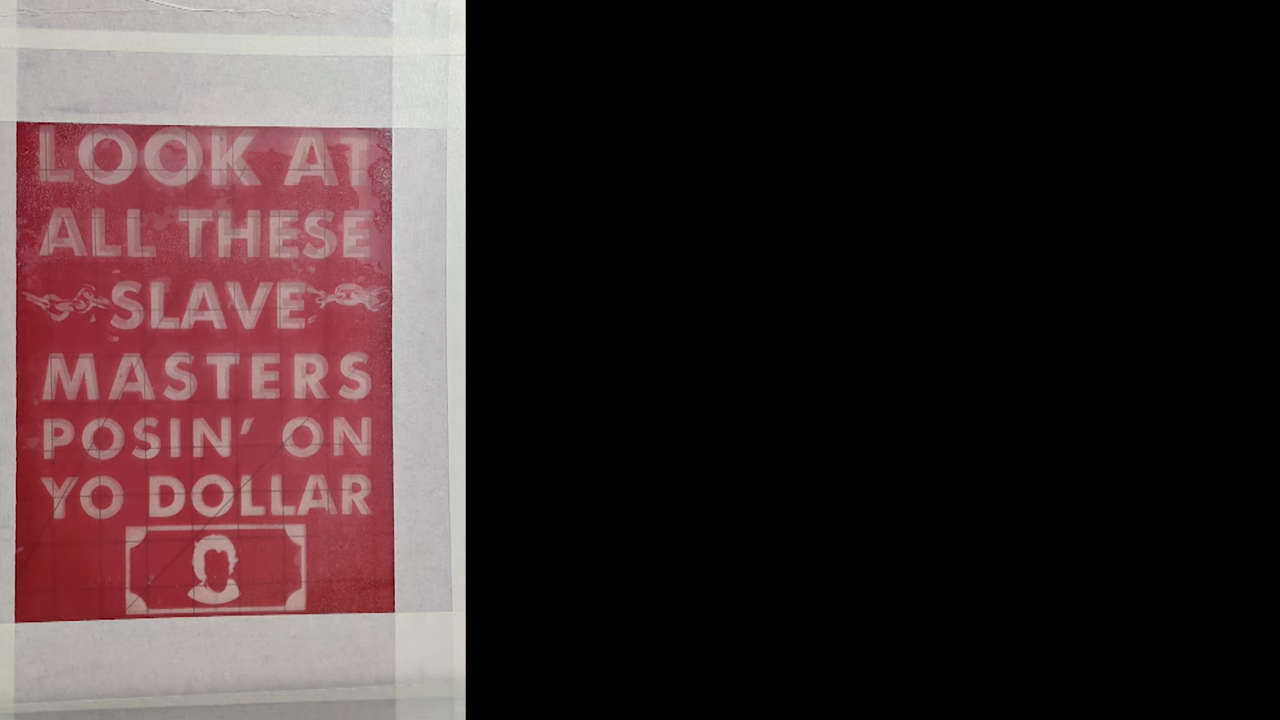 LOOK AT
ALL THESE
SLAVE
MASTERS
POSIN' ON
YO DOLLAR